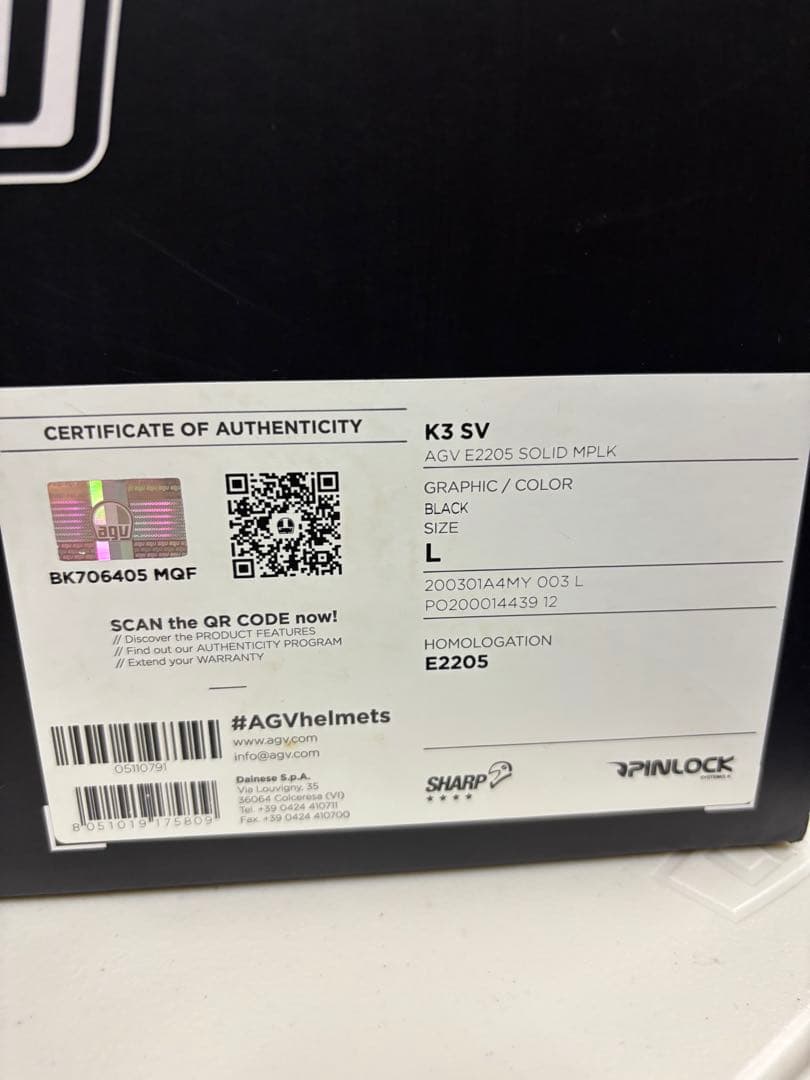 CERTIFICATE OF AUTHENTICITY
agv
BK706405 MQF
SCAN the QR CODE now!
// Discover the PRODUCT FEATURES
// Find out our AUTHENTICITY PROGRAM
// Extend your WARRANTY
05110791
8 051019 175809
#AGVhelmets
www.agv.com
info@agv.com
Dainese S.p.A.
Via Louvigny, 35
36064 Colceresa (VI)
Tel. +39 0424 410711
Fax. +39 0424 410700
K3 SV
AGV E2205 SOLID MPLK
GRAPHIC / COLOR
BLACK
SIZE
L
200301A4MY 003 L
PO200014439 12
HOMOLOGATION
E2205
SHARP
PINLOCK